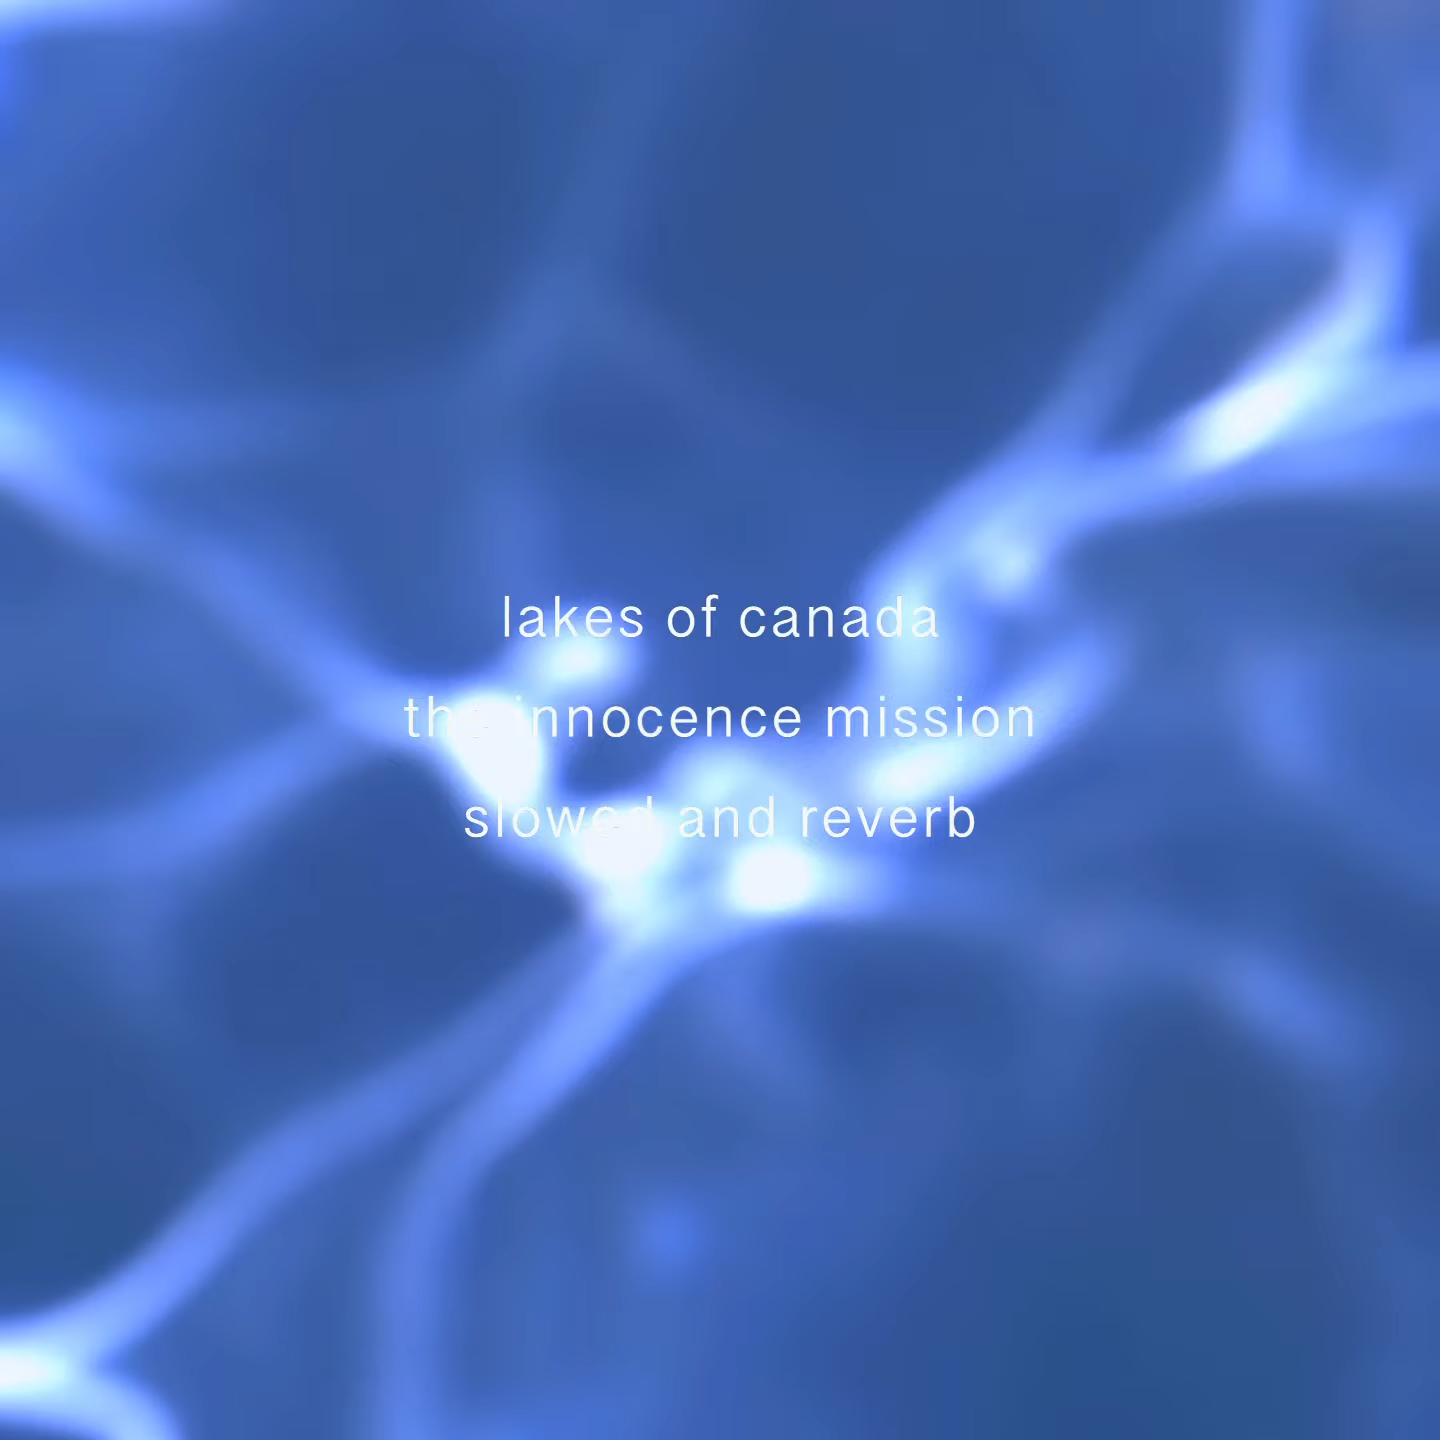 lakes of canada
the innocence mission
slowed and reverb